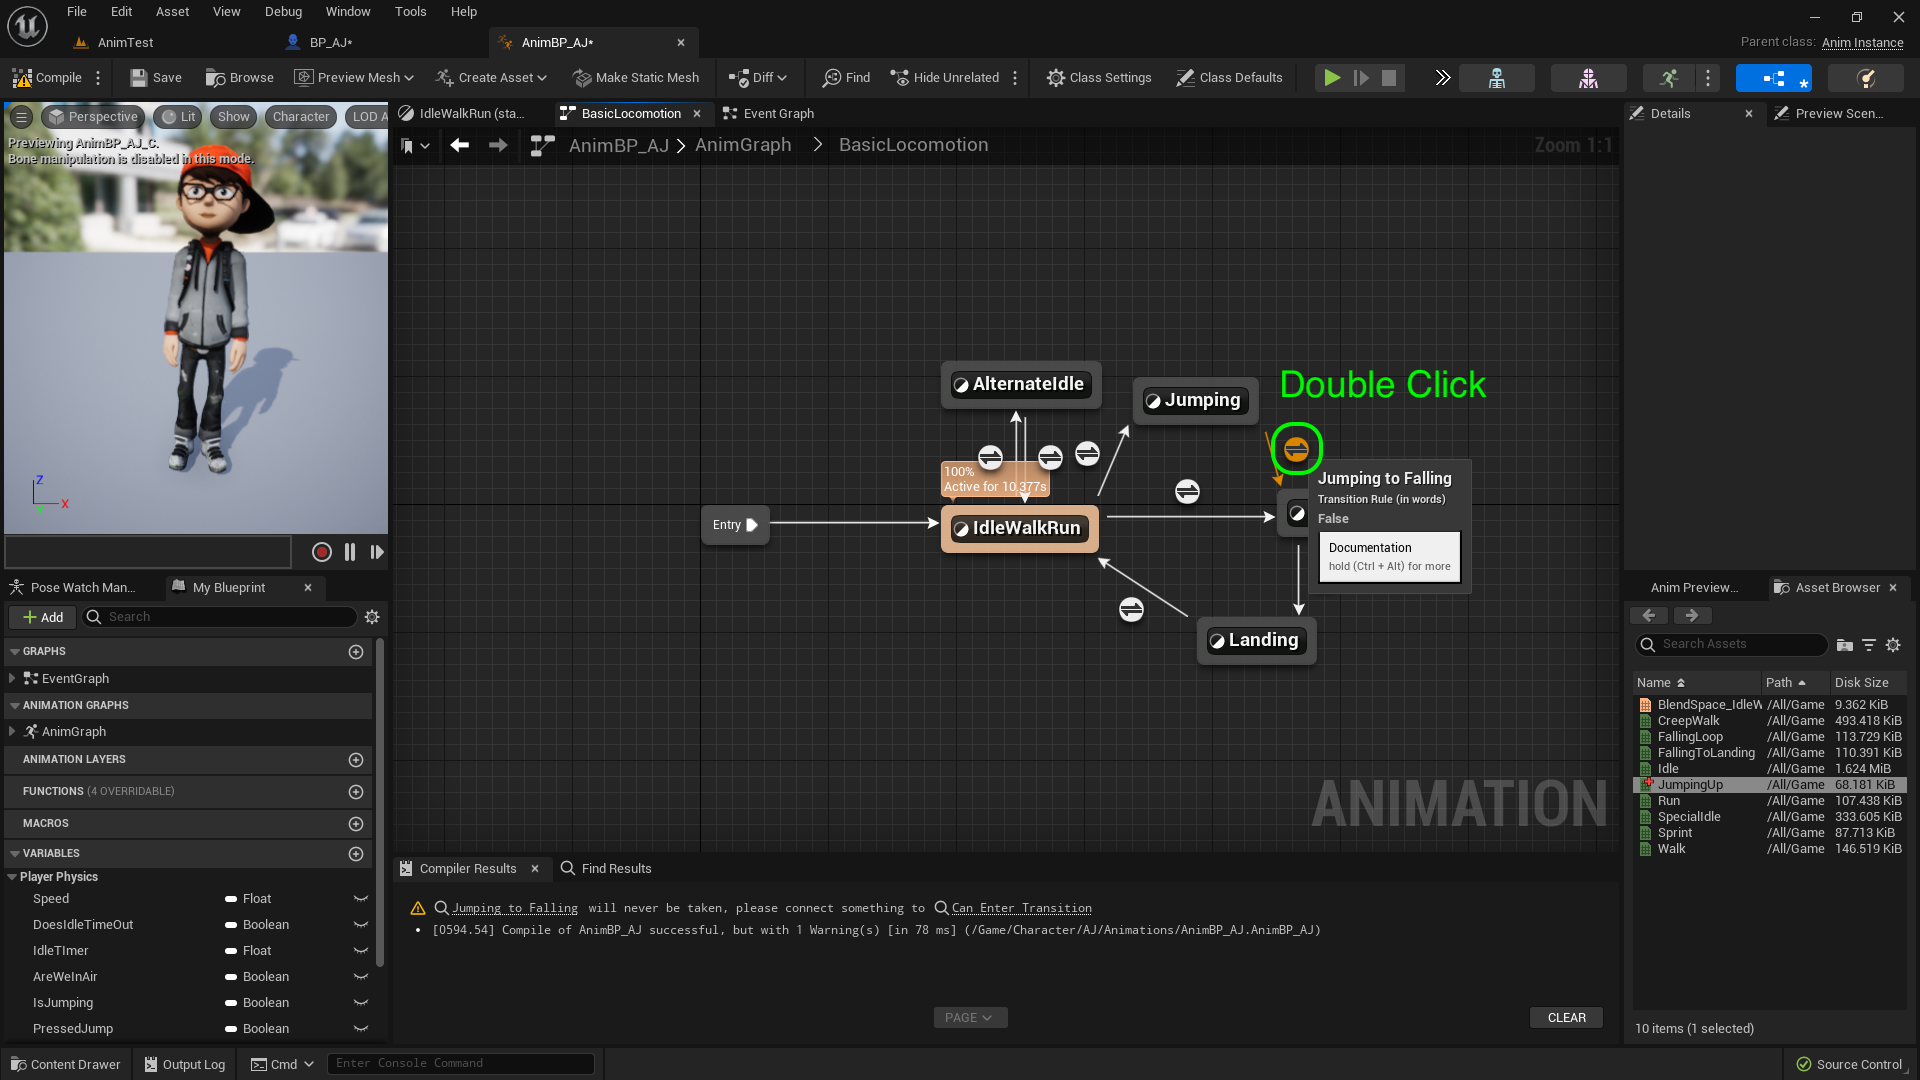 File Edit Asset View Debug Window Tools Help
AnimTest BP_AJ* AnimBP_AJ* Parent class: Anim Instance
Compile Save Browse Preview Mesh Create Asset Make Static Mesh Diff Find Hide Unrelated Class Settings Class Defaults
Perspective Lit Show Character LOD A
Previewing AnimBP_AJ_C.
Bone manipulation is disabled in this mode.
Z
X
Y
IdleWalkRun (sta... BasicLocomotion Event Graph
AnimBP_AJ > AnimGraph > BasicLocomotion Zoom 1:1
Double Click
AlternateIdle
Jumping
100%
Active for 10.377s
Entry
IdleWalkRun
Landing
Jumping to Falling
Transition Rule (in words)
False
Documentation
hold (Ctrl + Alt) for more
ANIMATION
Details Preview Scen...
Pose Watch Man... My Blueprint
Add Search
GRAPHS
EventGraph
ANIMATION GRAPHS
AnimGraph
ANIMATION LAYERS
FUNCTIONS (4 OVERRIDABLE)
MACROS
VARIABLES
Player Physics
Speed Float
DoesIdleTimeOut Boolean
IdleTImer Float
AreWeInAir Boolean
IsJumping Boolean
PressedJump Boolean
Compiler Results Find Results
Jumping to Falling will never be taken, please connect something to Can Enter Transition
• [0594.54] Compile of AnimBP_AJ successful, but with 1 Warning(s) [in 78 ms] (/Game/Character/AJ/Animations/AnimBP_AJ.AnimBP_AJ)
PAGE CLEAR
Anim Preview... Asset Browser
Search Assets
Name Path Disk Size
BlendSpace_IdleW /All/Game 9.362 KiB
CreepWalk /All/Game 493.418 KiB
FallingLoop /All/Game 113.729 KiB
FallingToLanding /All/Game 110.391 KiB
Idle /All/Game 1.624 MiB
JumpingUp /All/Game 68.181 KiB
Run /All/Game 107.438 KiB
SpecialIdle /All/Game 333.605 KiB
Sprint /All/Game 87.713 KiB
Walk /All/Game 146.519 KiB
10 items (1 selected)
Content Drawer Output Log Cmd Enter Console Command Source Control